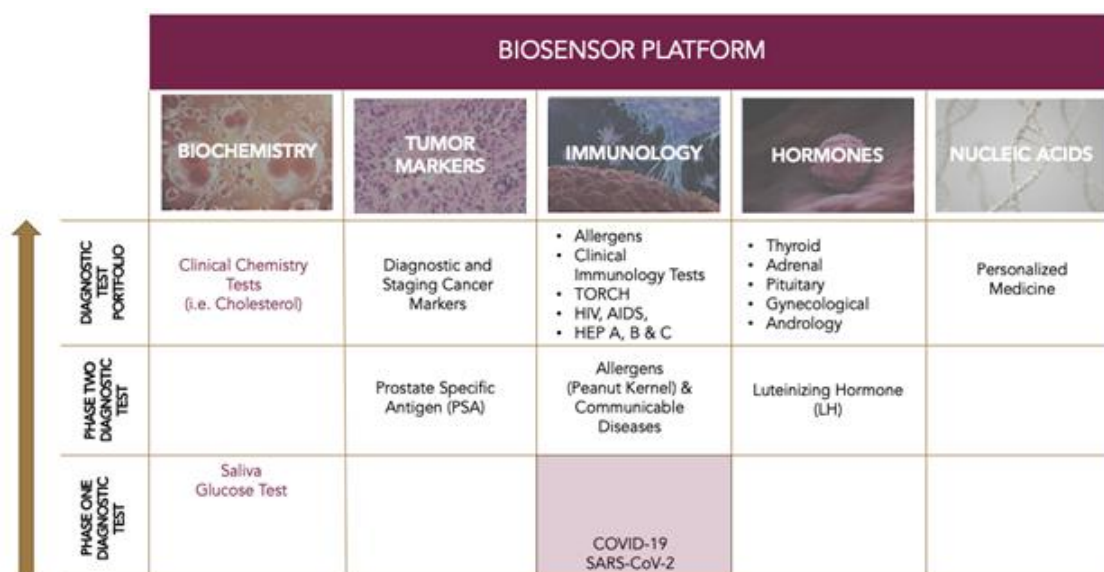 BIOSENSOR PLATFORM
BIOCHEMISTRY
TUMOR
MARKERS
IMMUNOLOGY
HORMONES
NUCLEIC ACIDS
DIAGNOSTIC
TEST
PORTFOLIO
Clinical Chemistry
Tests
(i.e. Cholesterol)
Diagnostic and
Staging Cancer
Markers
• Allergens
• Clinical
Immunology Tests
• TORCH
• HIV, AIDS,
• HEP A, B & C
• Thyroid
• Adrenal
• Pituitary
• Gynecological
• Andrology
Personalized
Medicine
PHASE TWO
DIAGNOSTIC
TEST
Prostate Specific
Antigen (PSA)
Allergens
(Peanut Kernel) &
Communicable
Diseases
Luteinizing Hormone
(LH)
PHASE ONE
DIAGNOSTIC
TEST
Saliva
Glucose Test
COVID-19
SARS-CoV-2